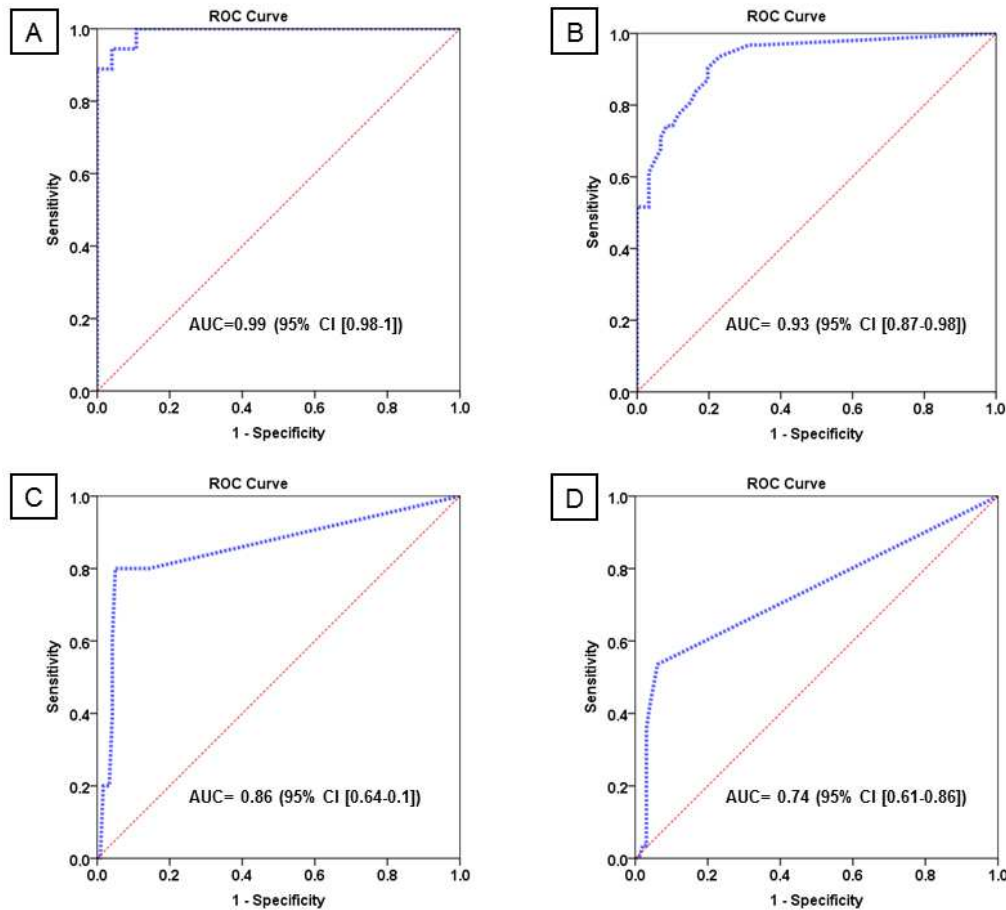 A
ROC Curve
1.0
0.8
0.6
0.4
0.2
0.0
Sensitivity
AUC=0.99 (95% CI [0.98-1])
0.0 0.2 0.4 0.6 0.8 1.0
1 - Specificity
B
ROC Curve
1.0
0.8
0.6
0.4
0.2
0.0
Sensitivity
AUC= 0.93 (95% CI [0.87-0.98])
0.0 0.2 0.4 0.6 0.8 1.0
1 - Specificity
C
ROC Curve
1.0
0.8
0.6
0.4
0.2
0.0
Sensitivity
AUC= 0.86 (95% CI [0.64-0.1])
0.0 0.2 0.4 0.6 0.8 1.0
1 - Specificity
D
ROC Curve
1.0
0.8
0.6
0.4
0.2
0.0
Sensitivity
AUC= 0.74 (95% CI [0.61-0.86])
0.0 0.2 0.4 0.6 0.8 1.0
1 - Specificity